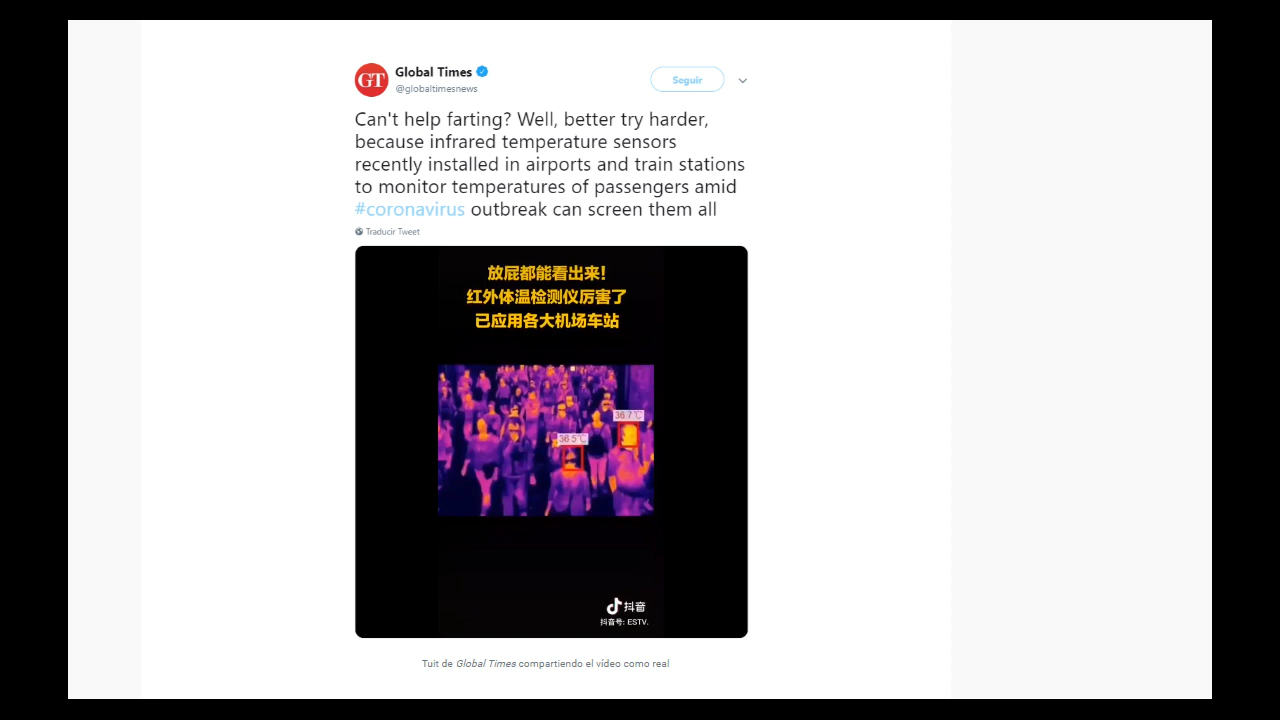 GT
Global Times
@globaltimesnews
Seguir
Can't help farting? Well, better try harder,
because infrared temperature sensors
recently installed in airports and train stations
to monitor temperatures of passengers amid
#coronavirus outbreak can screen them all
Traducir Tweet
放屁都能看出来!
红外体温检测仪厉害了
已应用各大机场车站
36.7℃
36.5℃
抖音
抖音号: ESTV.
Tuit de Global Times compartiendo el vídeo como real